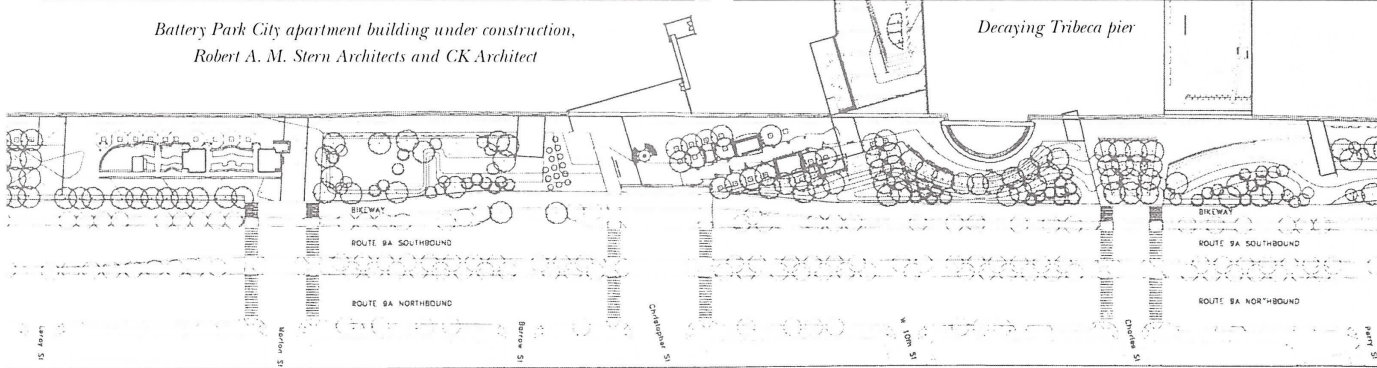 Battery Park City apartment building under construction,
Robert A. M. Stern Architects and CK Architect
Decaying Tribeca pier
BIKEWAY
BIKEWAY
ROUTE 9A SOUTHBOUND
ROUTE 9A SOUTHBOUND
ROUTE 9A NORTHBOUND
ROUTE 9A NORTHBOUND
Leroy St
Morton St
Barrow St
Christopher St
W 10th St
Charles St
Perry St